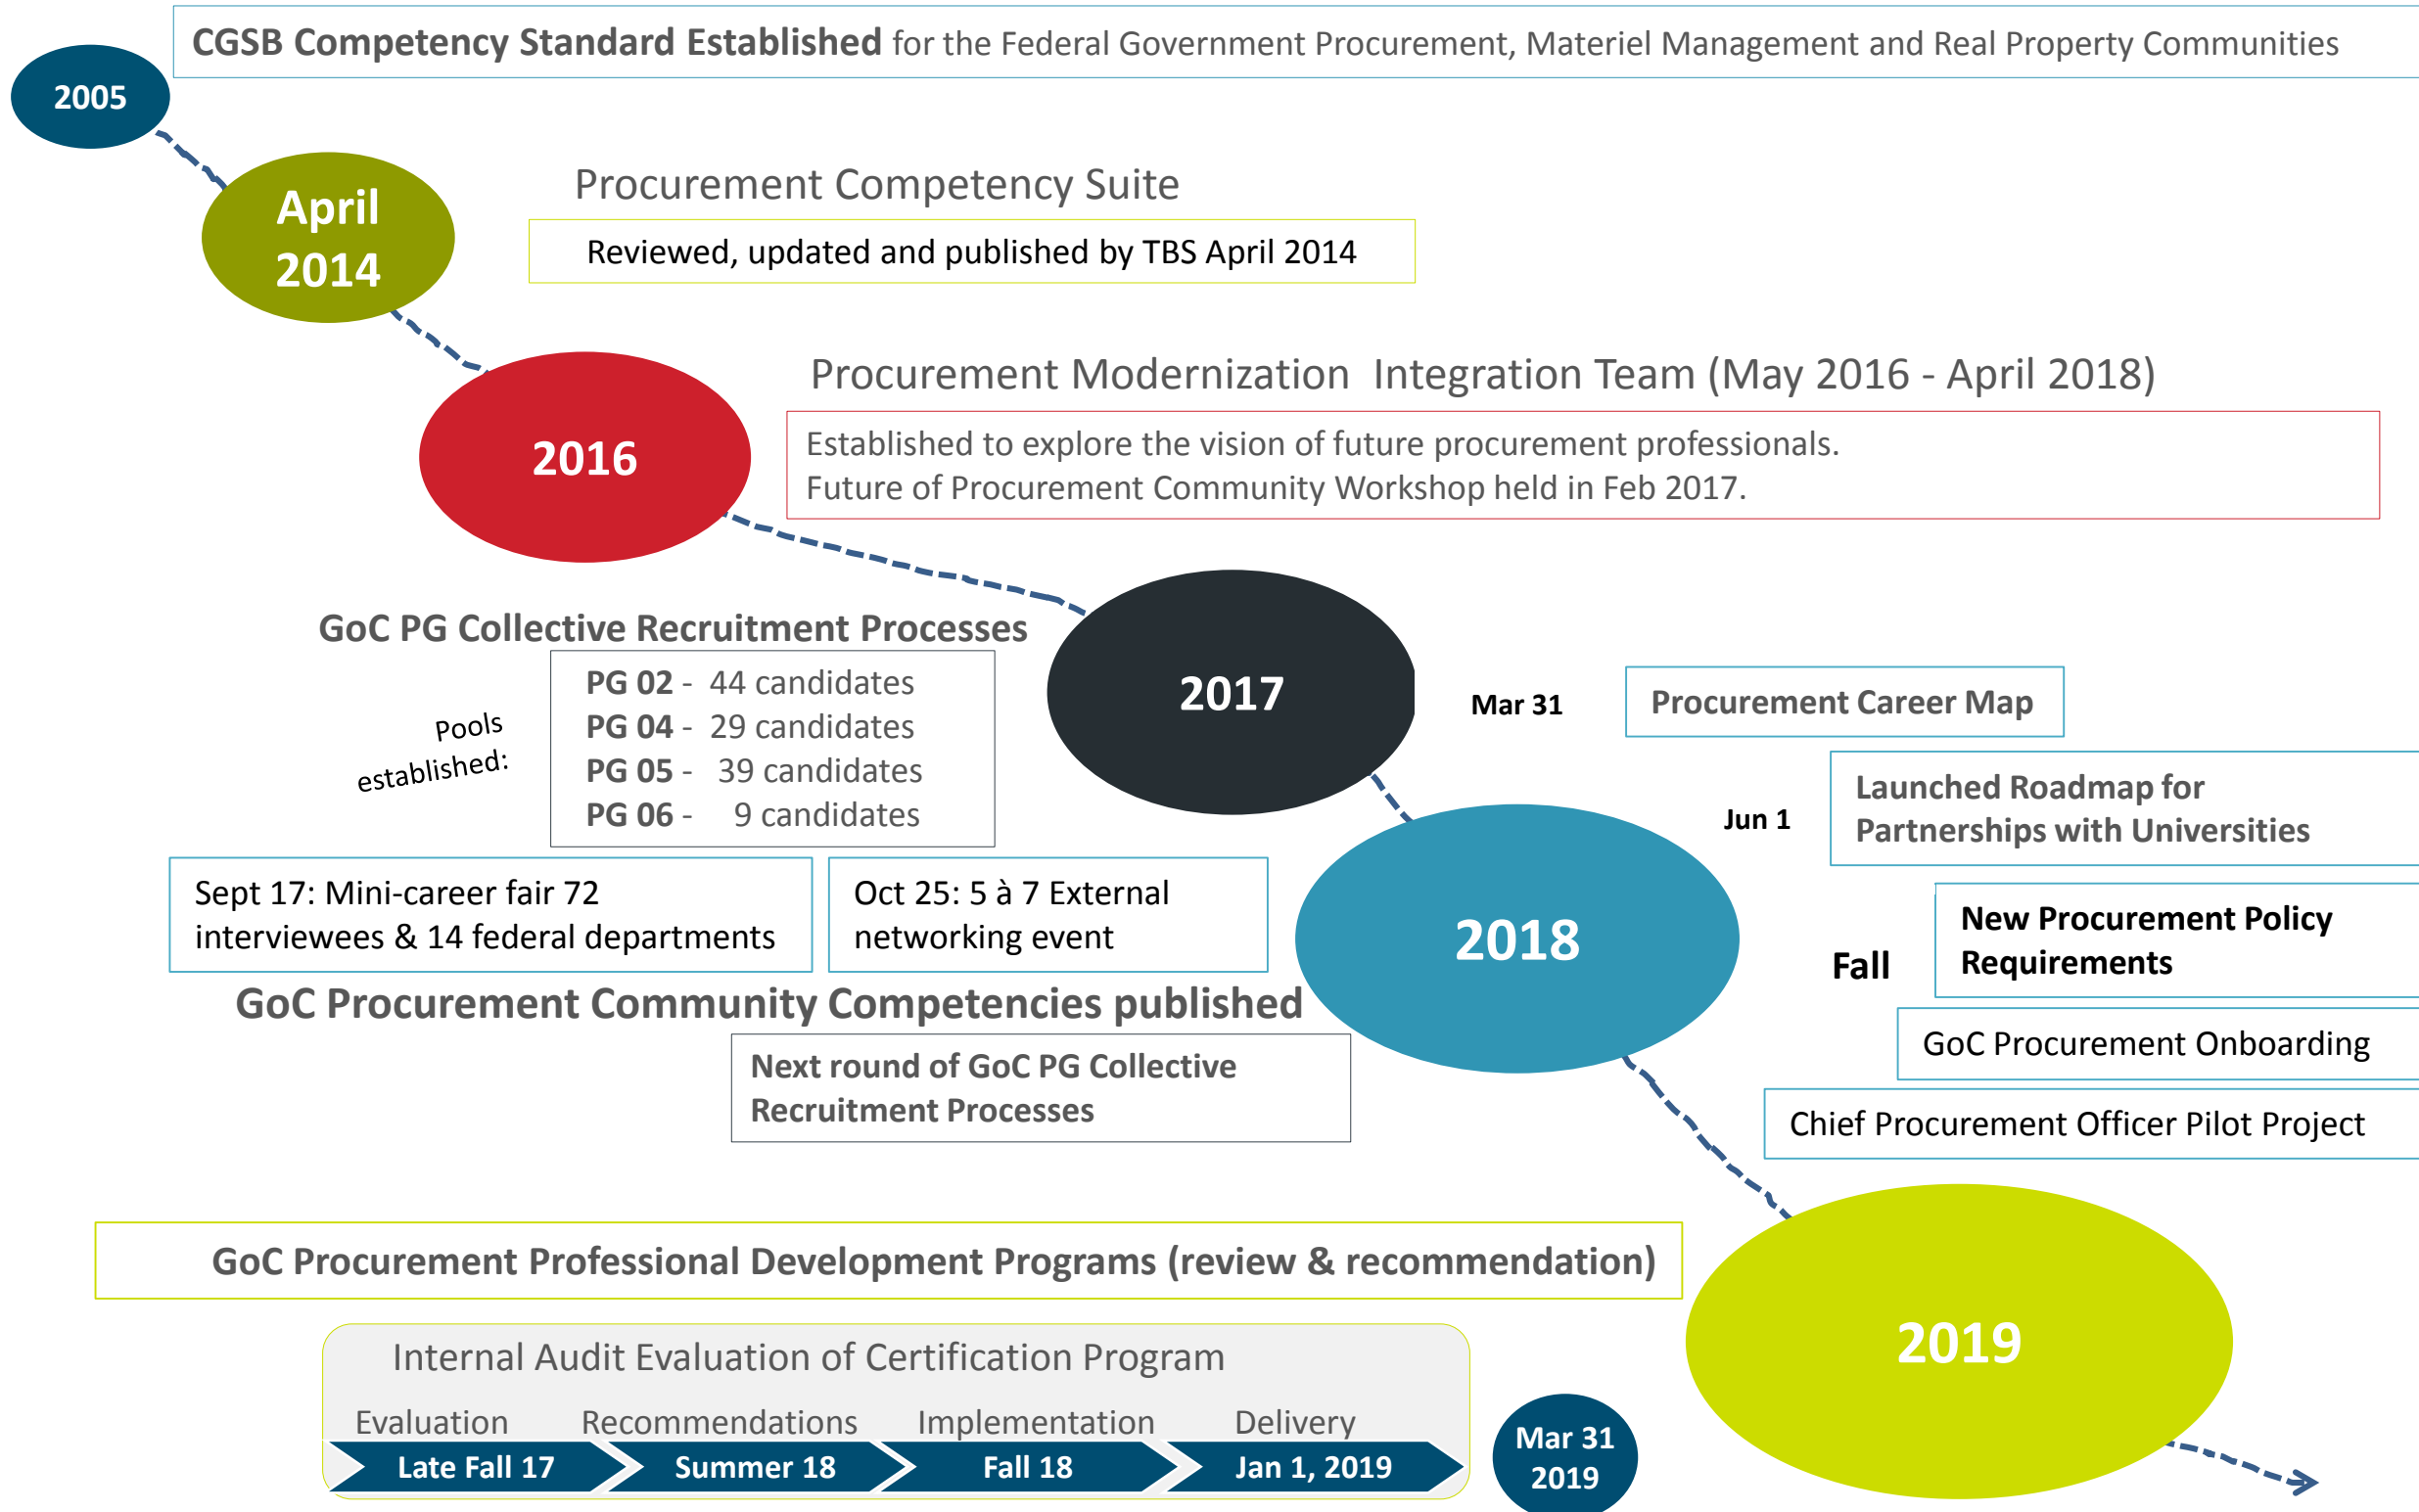 CGSB Competency Standard Established for the Federal Government Procurement, Materiel Management and Real Property Communities
2005
April
2014
Procurement Competency Suite
Reviewed, updated and published by TBS April 2014
2016
Procurement Modernization Integration Team (May 2016 - April 2018)
Established to explore the vision of future procurement professionals.
Future of Procurement Community Workshop held in Feb 2017.
GoC PG Collective Recruitment Processes
Pools
established:
PG 02 - 44 candidates
PG 04 - 29 candidates
PG 05 - 39 candidates
PG 06 - 9 candidates
2017
Mar 31
Procurement Career Map
Jun 1
Launched Roadmap for
Partnerships with Universities
Sept 17: Mini-career fair 72
interviewees & 14 federal departments
Oct 25: 5 à 7 External
networking event
2018
Fall
New Procurement Policy
Requirements
GoC Procurement Community Competencies published
Next round of GoC PG Collective
Recruitment Processes
GoC Procurement Onboarding
Chief Procurement Officer Pilot Project
GoC Procurement Professional Development Programs (review & recommendation)
2019
Internal Audit Evaluation of Certification Program
Evaluation Recommendations Implementation Delivery
Late Fall 17 Summer 18 Fall 18 Jan 1, 2019
Mar 31
2019